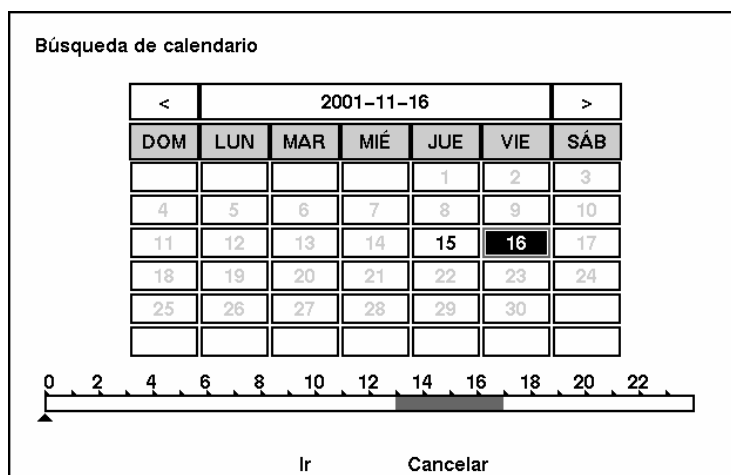 Búsqueda de calendario
< 2001-11-16 >
DOM LUN MAR MIÉ JUE VIE SÁB
1 2 3
4 5 6 7 8 9 10
11 12 13 14 15 16 17
18 19 20 21 22 23 24
25 26 27 28 29 30
0 2 4 6 8 10 12 14 16 18 20 22
Ir Cancelar